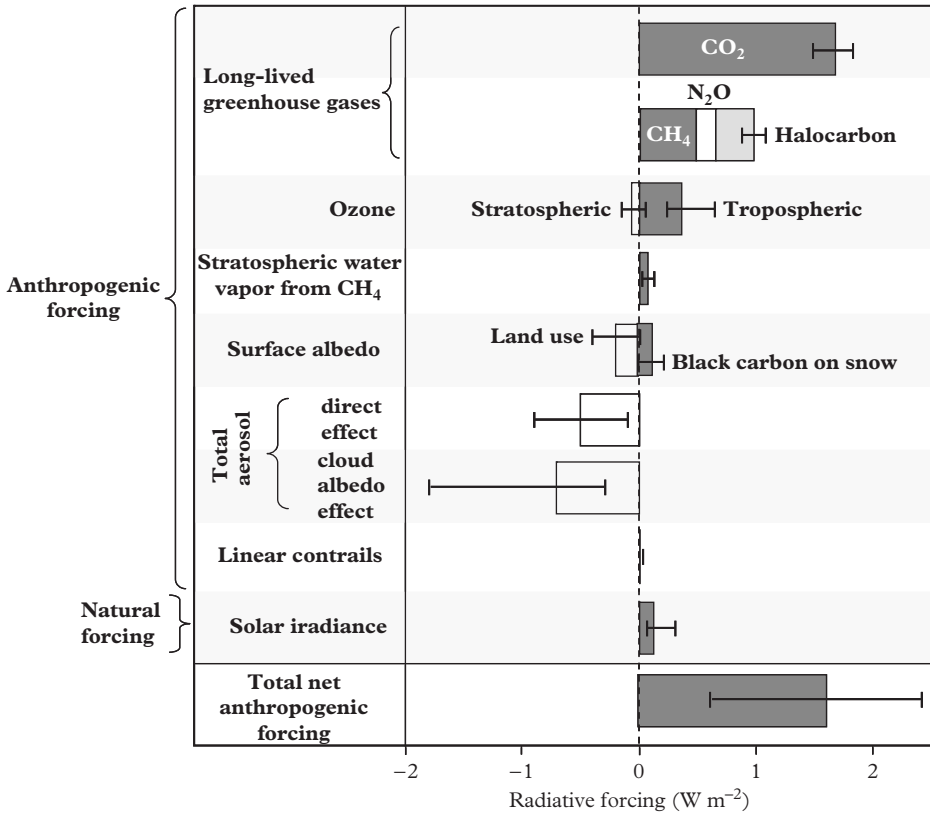 CO₂
Long-lived
greenhouse gases
N₂O
CH₄
Halocarbon
Ozone
Stratospheric
Tropospheric
Stratospheric water
vapor from CH₄
Anthropogenic
forcing
Surface albedo
Land use
Black carbon on snow
Total
aerosol
direct
effect
cloud
albedo
effect
Linear contrails
Natural
forcing
Solar irradiance
Total net
anthropogenic
forcing
−2 −1 0 1 2
Radiative forcing (W m⁻²)